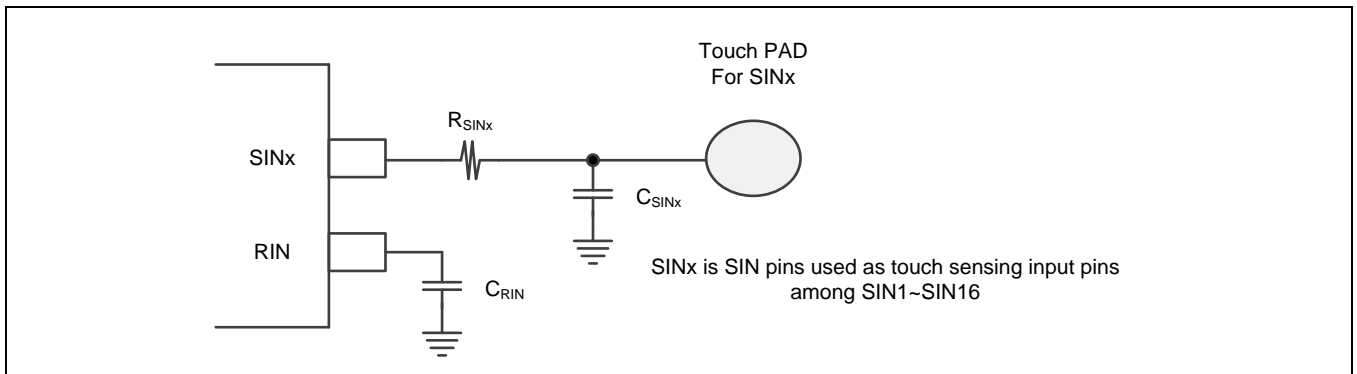 Touch PAD
For SINx
RSINx
SINx
CSINx
RIN
SINx is SIN pins used as touch sensing input pins
among SIN1~SIN16
CRIN